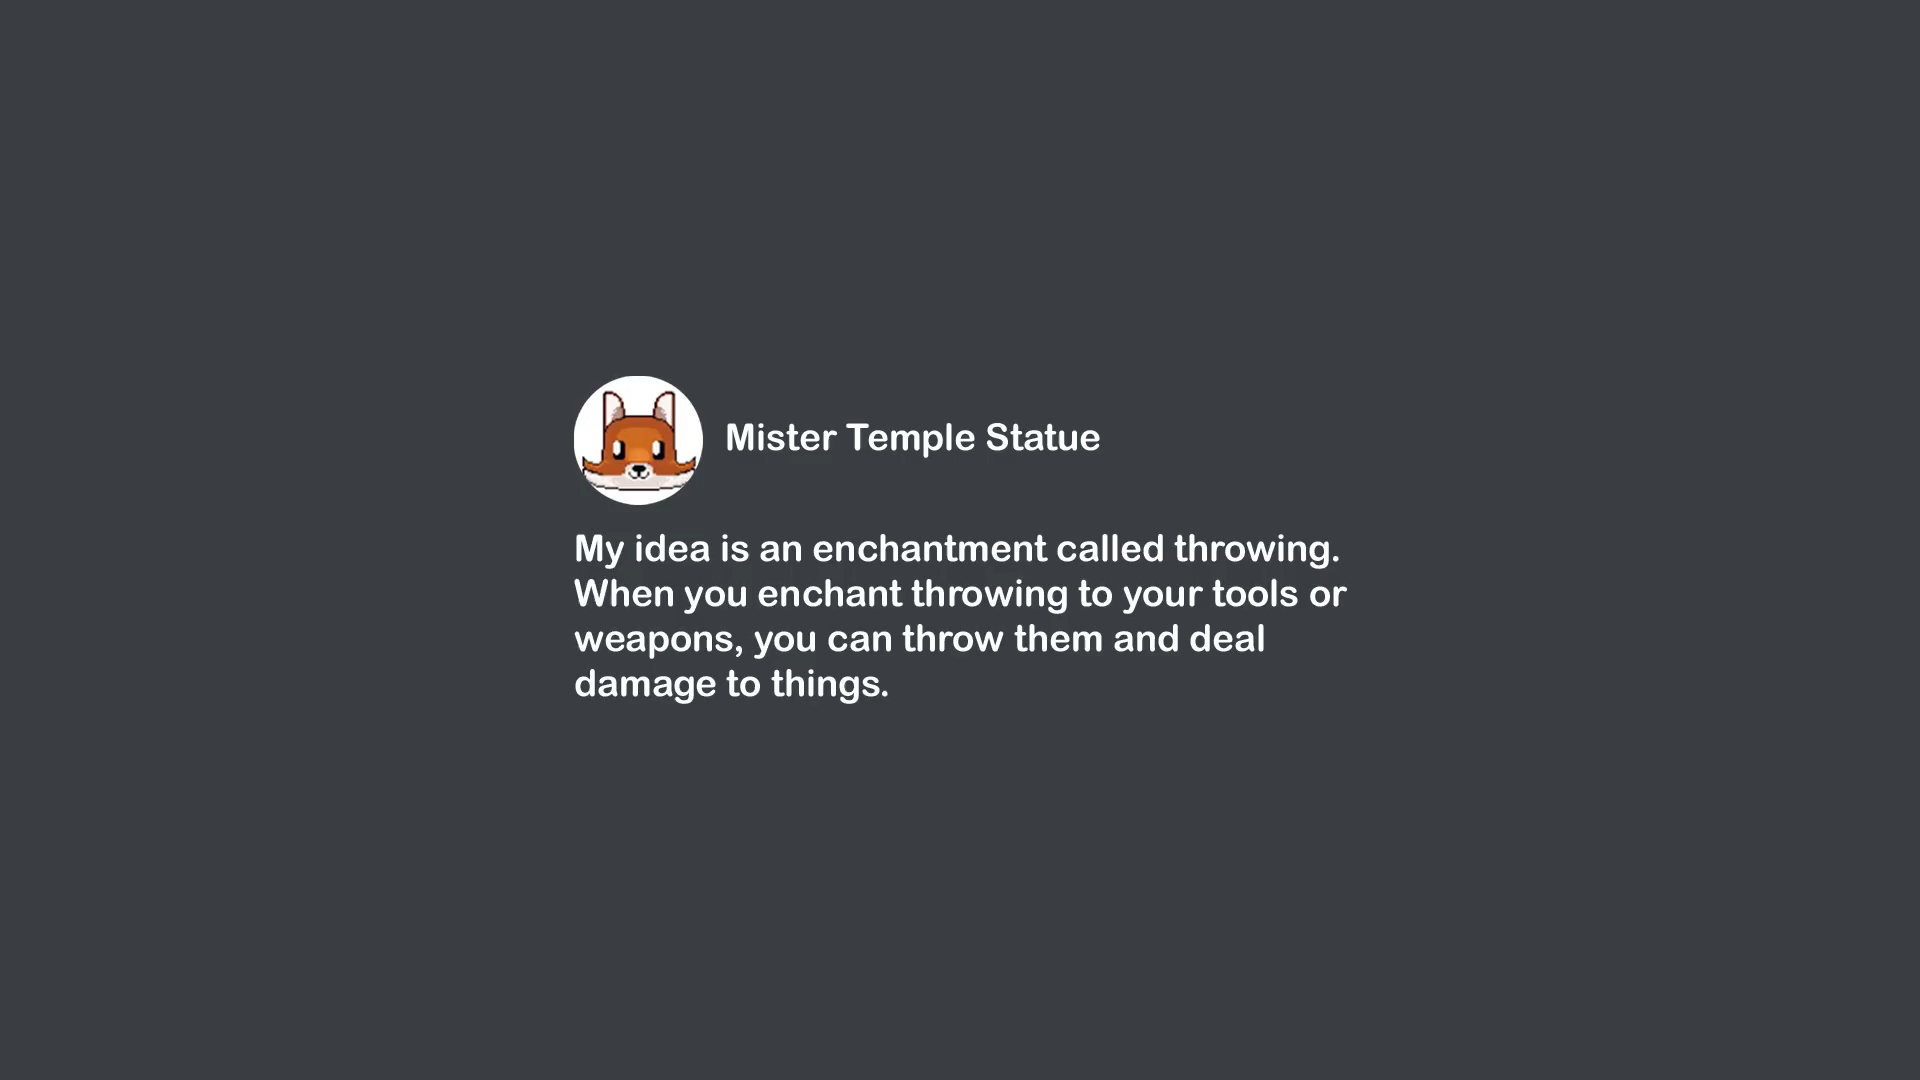 Mister Temple Statue
My idea is an enchantment called throwing.
When you enchant throwing to your tools or
weapons, you can throw them and deal
damage to things.